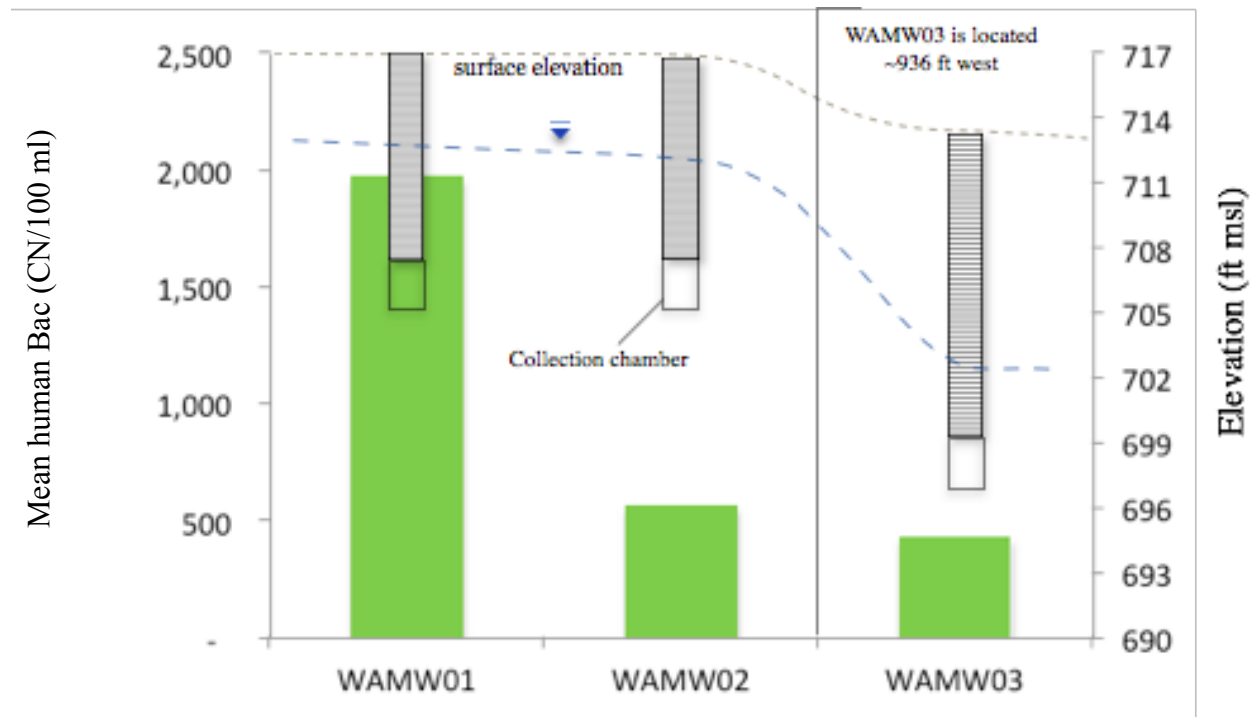 Mean human Bac (CN/100 ml)
2,500
2,000
1,500
1,000
500
-
surface elevation
Collection chamber
WAMW03 is located
~936 ft west
717
714
711
708
705
702
699
696
693
690
Elevation (ft msl)
WAMW01
WAMW02
WAMW03